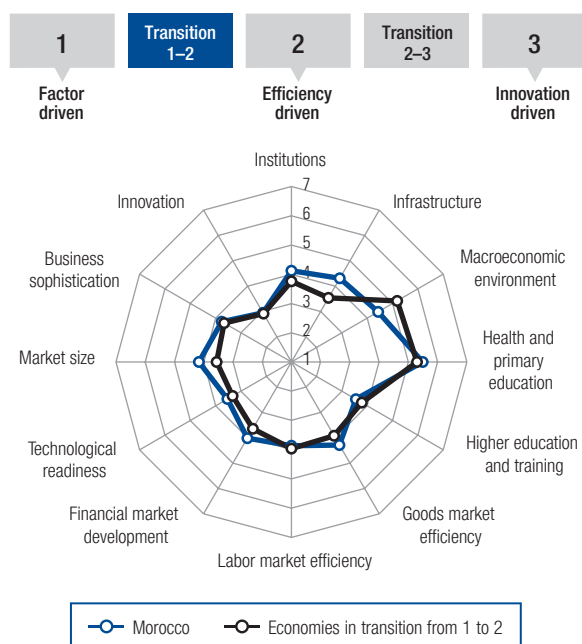 1
Transition
1–2
2
Transition
2–3
3
Factor
driven
Efficiency
driven
Innovation
driven
Institutions
Infrastructure
Macroeconomic
environment
Health and
primary
education
Higher education
and training
Goods market
efficiency
Labor market efficiency
Financial market
development
Technological
readiness
Market size
Business
sophistication
Innovation
7
6
5
4
3
2
1
Morocco
Economies in transition from 1 to 2